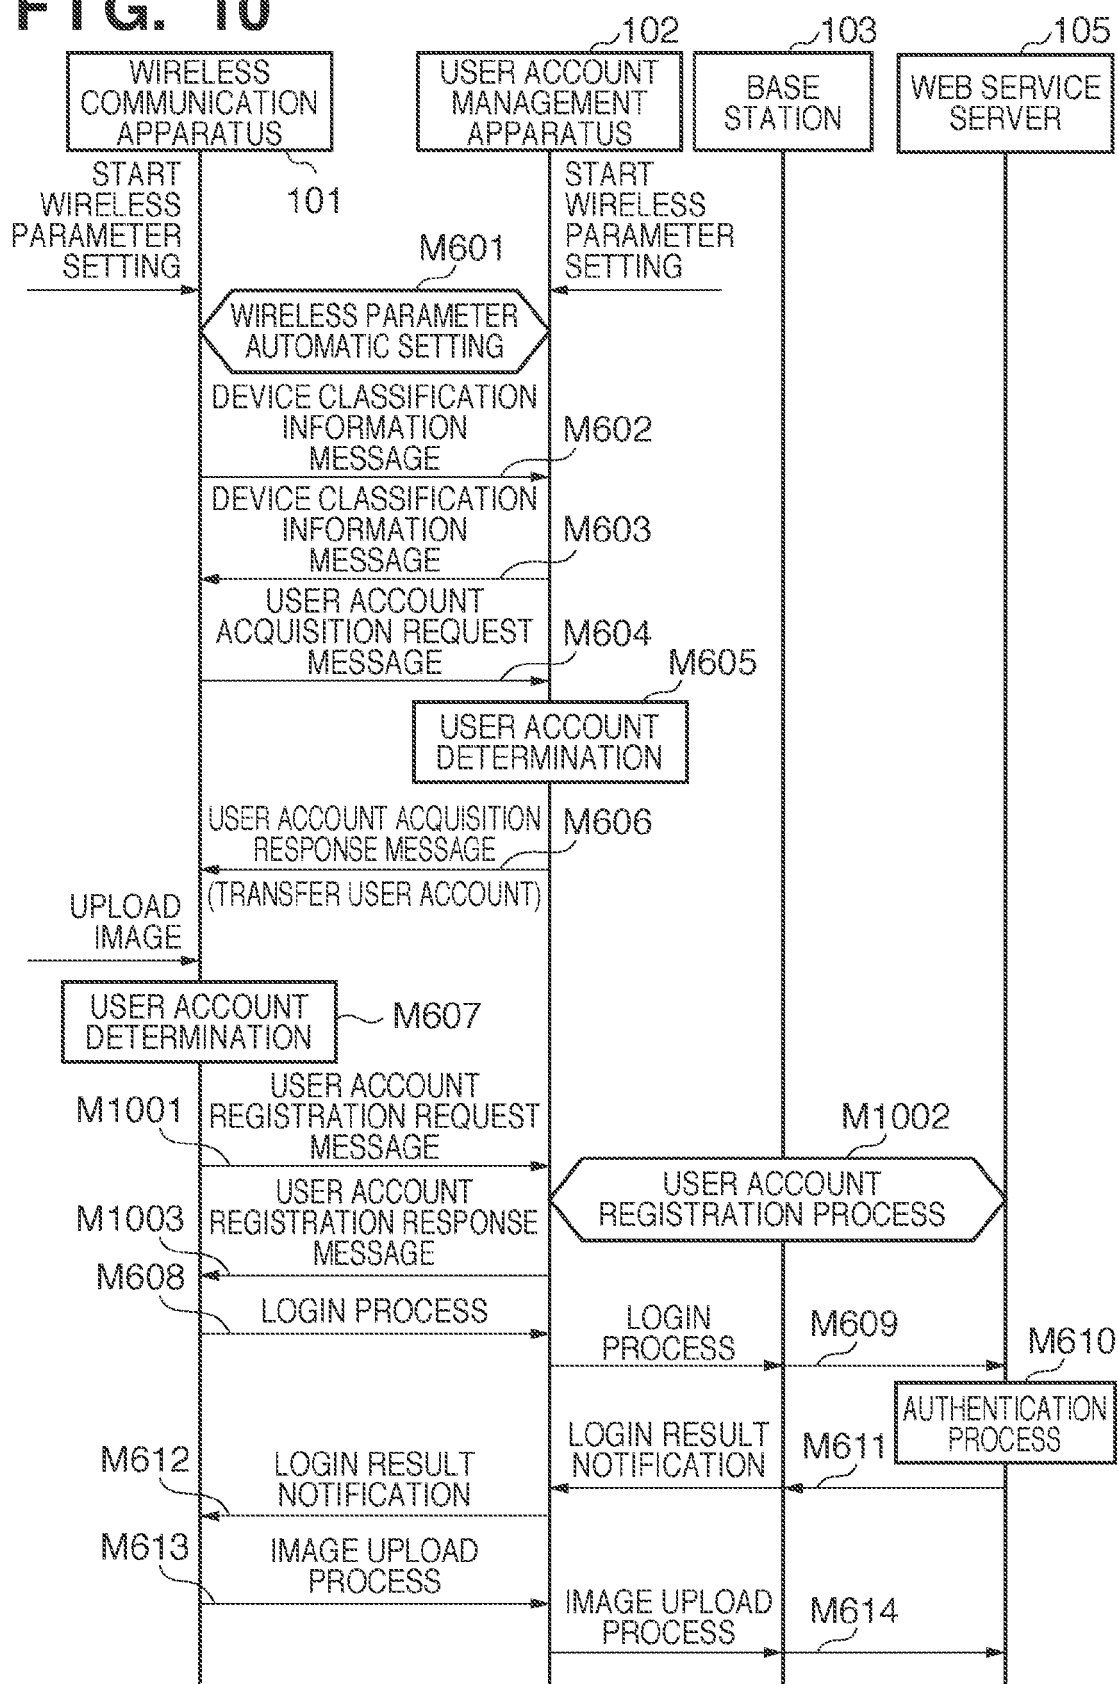 FIG. 10
102
103
105
WIRELESS
COMMUNICATION
APPARATUS
USER ACCOUNT
MANAGEMENT
APPARATUS
BASE
STATION
WEB SERVICE
SERVER
101
START
WIRELESS
PARAMETER
SETTING
START
WIRELESS
PARAMETER
SETTING
M601
WIRELESS PARAMETER
AUTOMATIC SETTING
DEVICE CLASSIFICATION
INFORMATION
MESSAGE
M602
DEVICE CLASSIFICATION
INFORMATION
MESSAGE
M603
USER ACCOUNT
ACQUISITION REQUEST
MESSAGE
M604
M605
USER ACCOUNT
DETERMINATION
USER ACCOUNT ACQUISITION
RESPONSE MESSAGE
M606
(TRANSFER USER ACCOUNT)
UPLOAD
IMAGE
USER ACCOUNT
DETERMINATION
M607
USER ACCOUNT
REGISTRATION REQUEST
MESSAGE
M1001
M1002
USER ACCOUNT
REGISTRATION PROCESS
USER ACCOUNT
REGISTRATION RESPONSE
MESSAGE
M1003
M608
LOGIN PROCESS
LOGIN
PROCESS
M609
M610
AUTHENTICATION
PROCESS
LOGIN RESULT
NOTIFICATION
M611
M612
LOGIN RESULT
NOTIFICATION
M613
IMAGE UPLOAD
PROCESS
IMAGE UPLOAD
PROCESS
M614